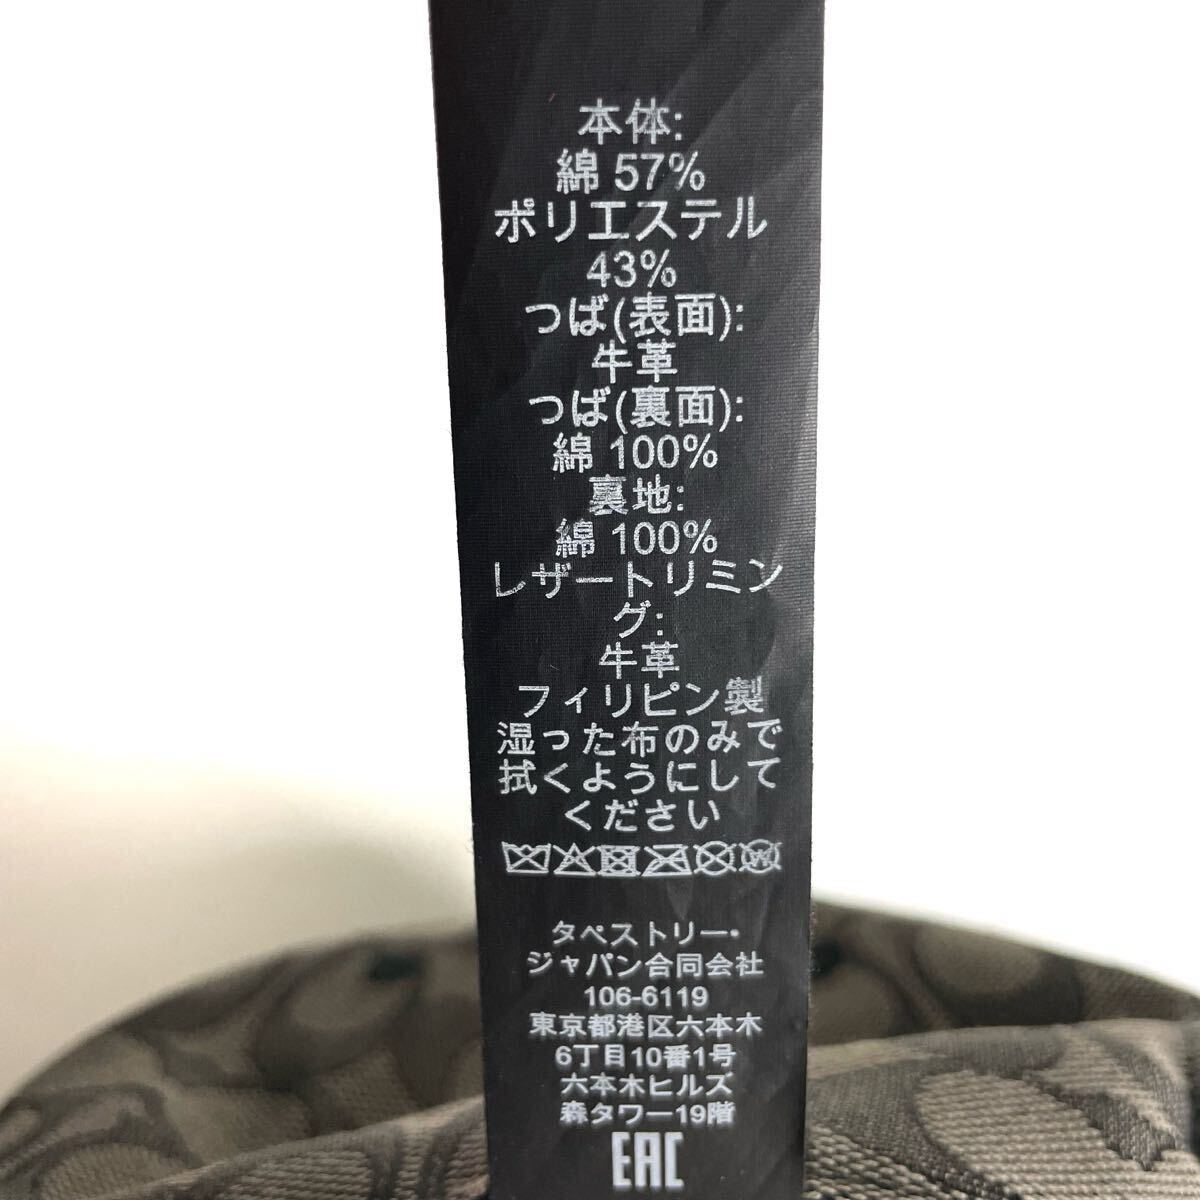 本体:
綿 57%
ポリエステル
43%
つば(表面):
牛革
つば(裏面):
綿 100%
裏地:
綿 100%
レザートリミン
グ:
牛革
フィリピン製
湿った布のみで
拭くようにして
ください
W
タペストリー・
ジャパン合同会社
106-6119
東京都港区六本木
6丁目10番1号
六本木ヒルズ
森タワー19階
EAC